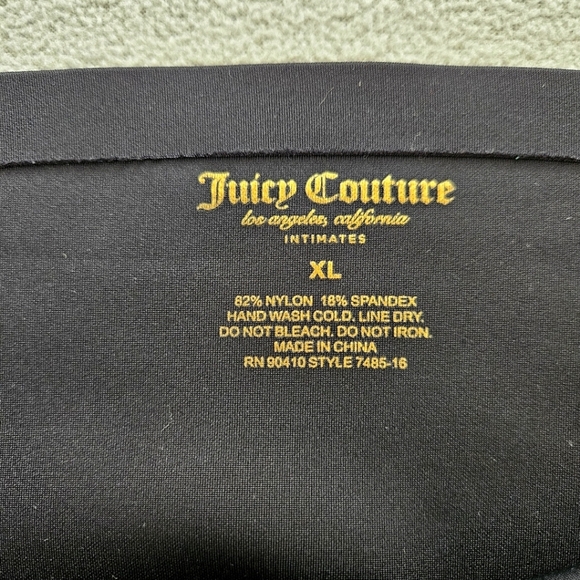 Juicy Couture
los angeles, california
INTIMATES
XL
82% NYLON 18% SPANDEX
HAND WASH COLD. LINE DRY.
DO NOT BLEACH. DO NOT IRON.
MADE IN CHINA
RN 90410 STYLE 7485-16